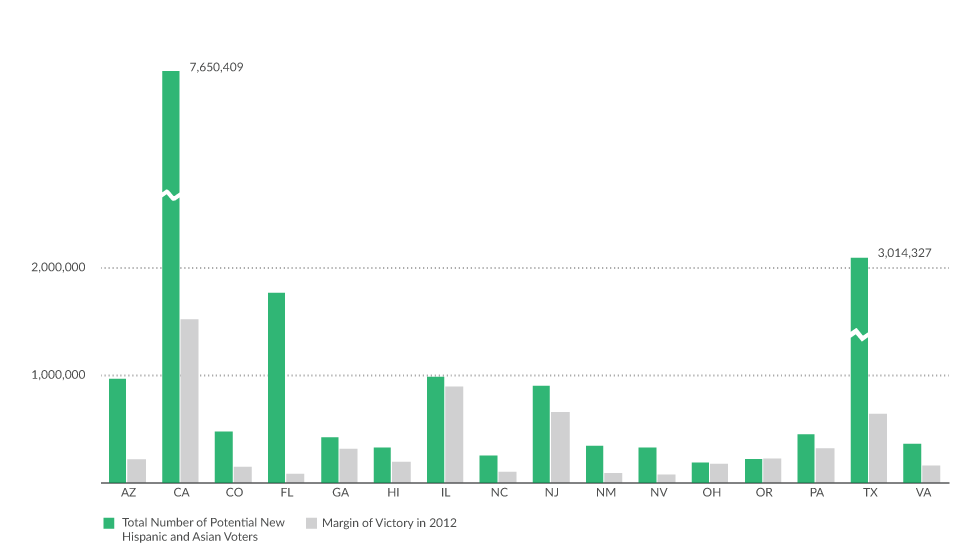 7,650,409
3,014,327
2,000,000
1,000,000
AZ CA CO FL GA HI IL NC NJ NM NV OH OR PA TX VA
Total Number of Potential New Margin of Victory in 2012
Hispanic and Asian Voters